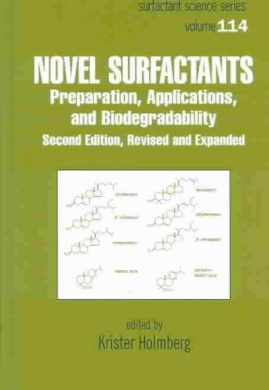 surfactant science series
volume 114
NOVEL SURFACTANTS
Preparation, Applications,
and Biodegradability
Second Edition, Revised and Expanded
edited by
Krister Holmberg